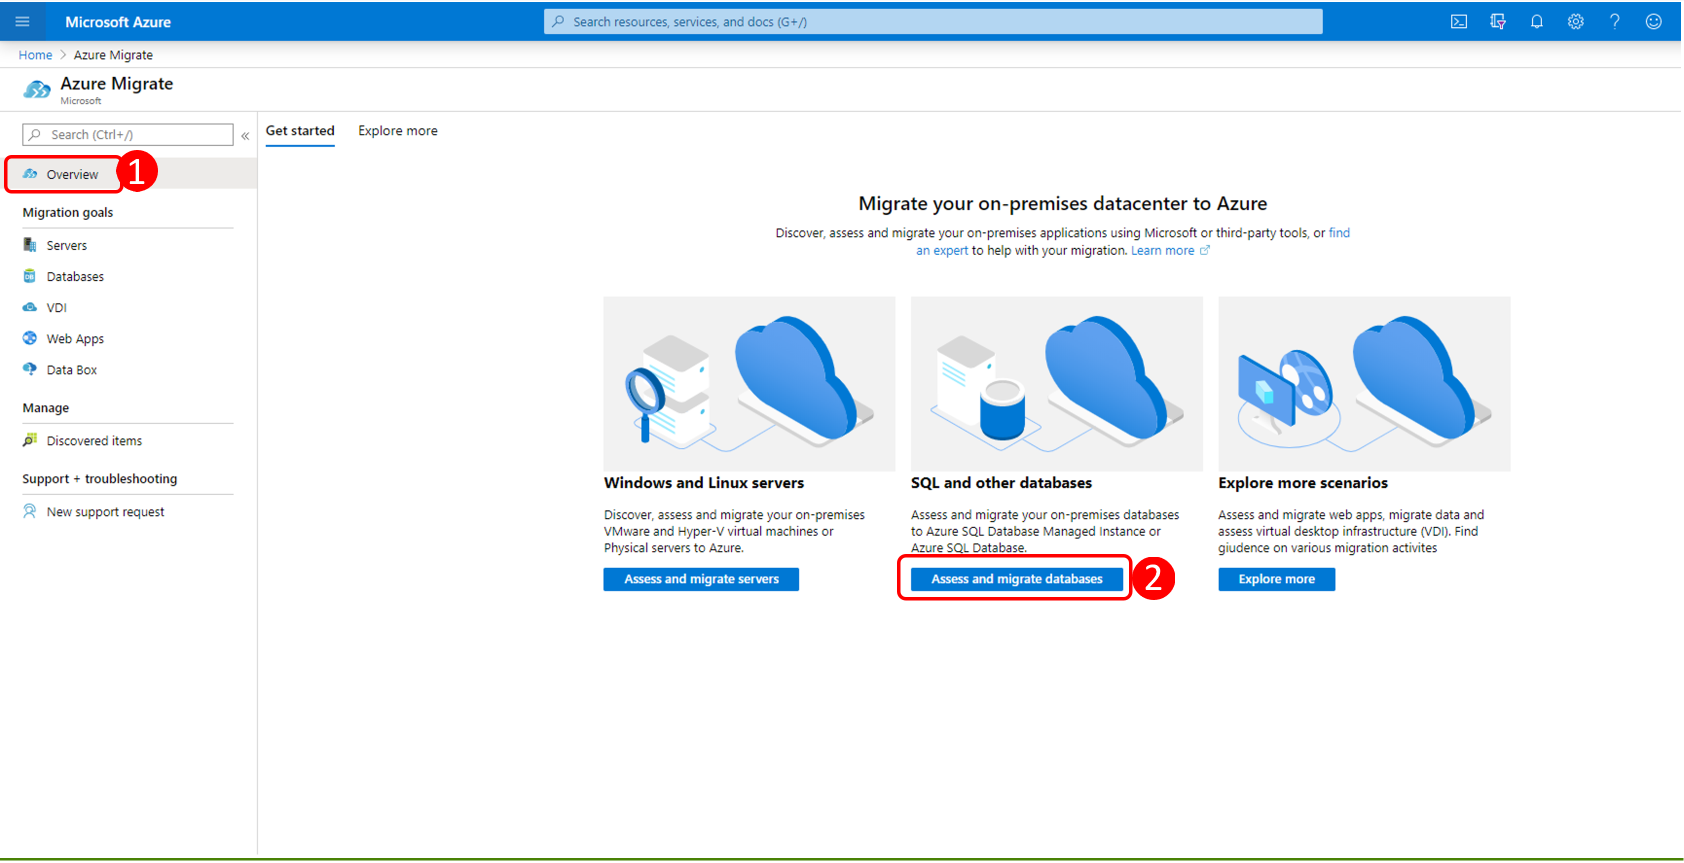 Microsoft Azure
Search resources, services, and docs (G+/)
Home > Azure Migrate
Azure Migrate
Microsoft
Search (Ctrl+/)
«
Get started
Explore more
Overview
1
Migration goals
Servers
Databases
VDI
Web Apps
Data Box
Manage
Discovered items
Support + troubleshooting
New support request
Migrate your on-premises datacenter to Azure
Discover, assess and migrate your on-premises applications using Microsoft or third-party tools, or find
an expert to help with your migration. Learn more
Windows and Linux servers
Discover, assess and migrate your on-premises
VMware and Hyper-V virtual machines or
Physical servers to Azure.
Assess and migrate servers
SQL and other databases
Assess and migrate your on-premises databases
to Azure SQL Database Managed Instance or
Azure SQL Database.
Assess and migrate databases
2
Explore more scenarios
Assess and migrate web apps, migrate data and
assess virtual desktop infrastructure (VDI). Find
giudence on various migration activites
Explore more